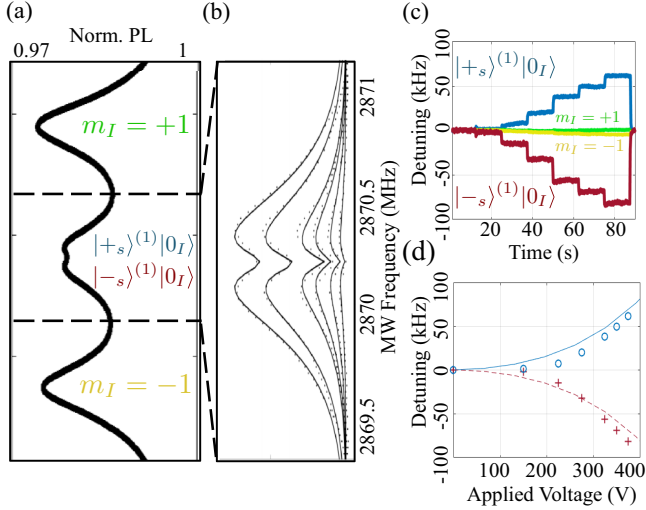 (a)
Norm. PL
0.97
1
m_I = +1
|+_s⟩^(1)|0_I⟩
|-_s⟩^(1)|0_I⟩
m_I = −1
(b)
2871
2870.5
2870
2869.5
MW Frequency (MHz)
(c)
100
50
0
-50
-100
Detuning (kHz)
|+_s⟩^(1)|0_I⟩
m_I = +1
m_I = −1
|-_s⟩^(1)|0_I⟩
20 40 60 80
Time (s)
(d)
100
50
0
-50
-100
Detuning (kHz)
0 100 200 300 400
Applied Voltage (V)